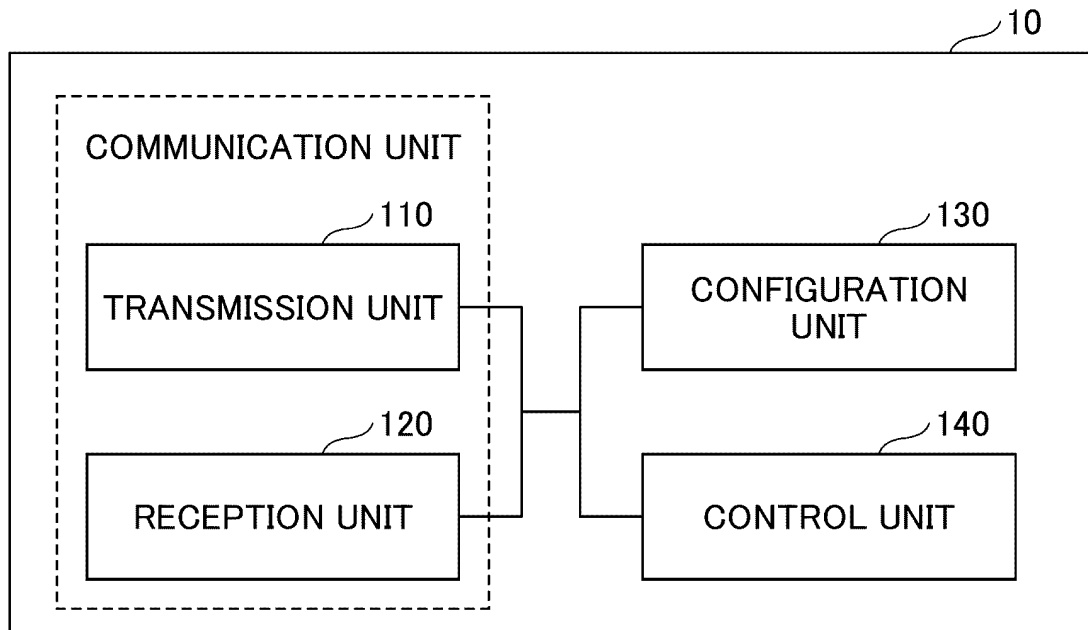 10
COMMUNICATION UNIT
110
TRANSMISSION UNIT
120
RECEPTION UNIT
130
CONFIGURATION
UNIT
140
CONTROL UNIT